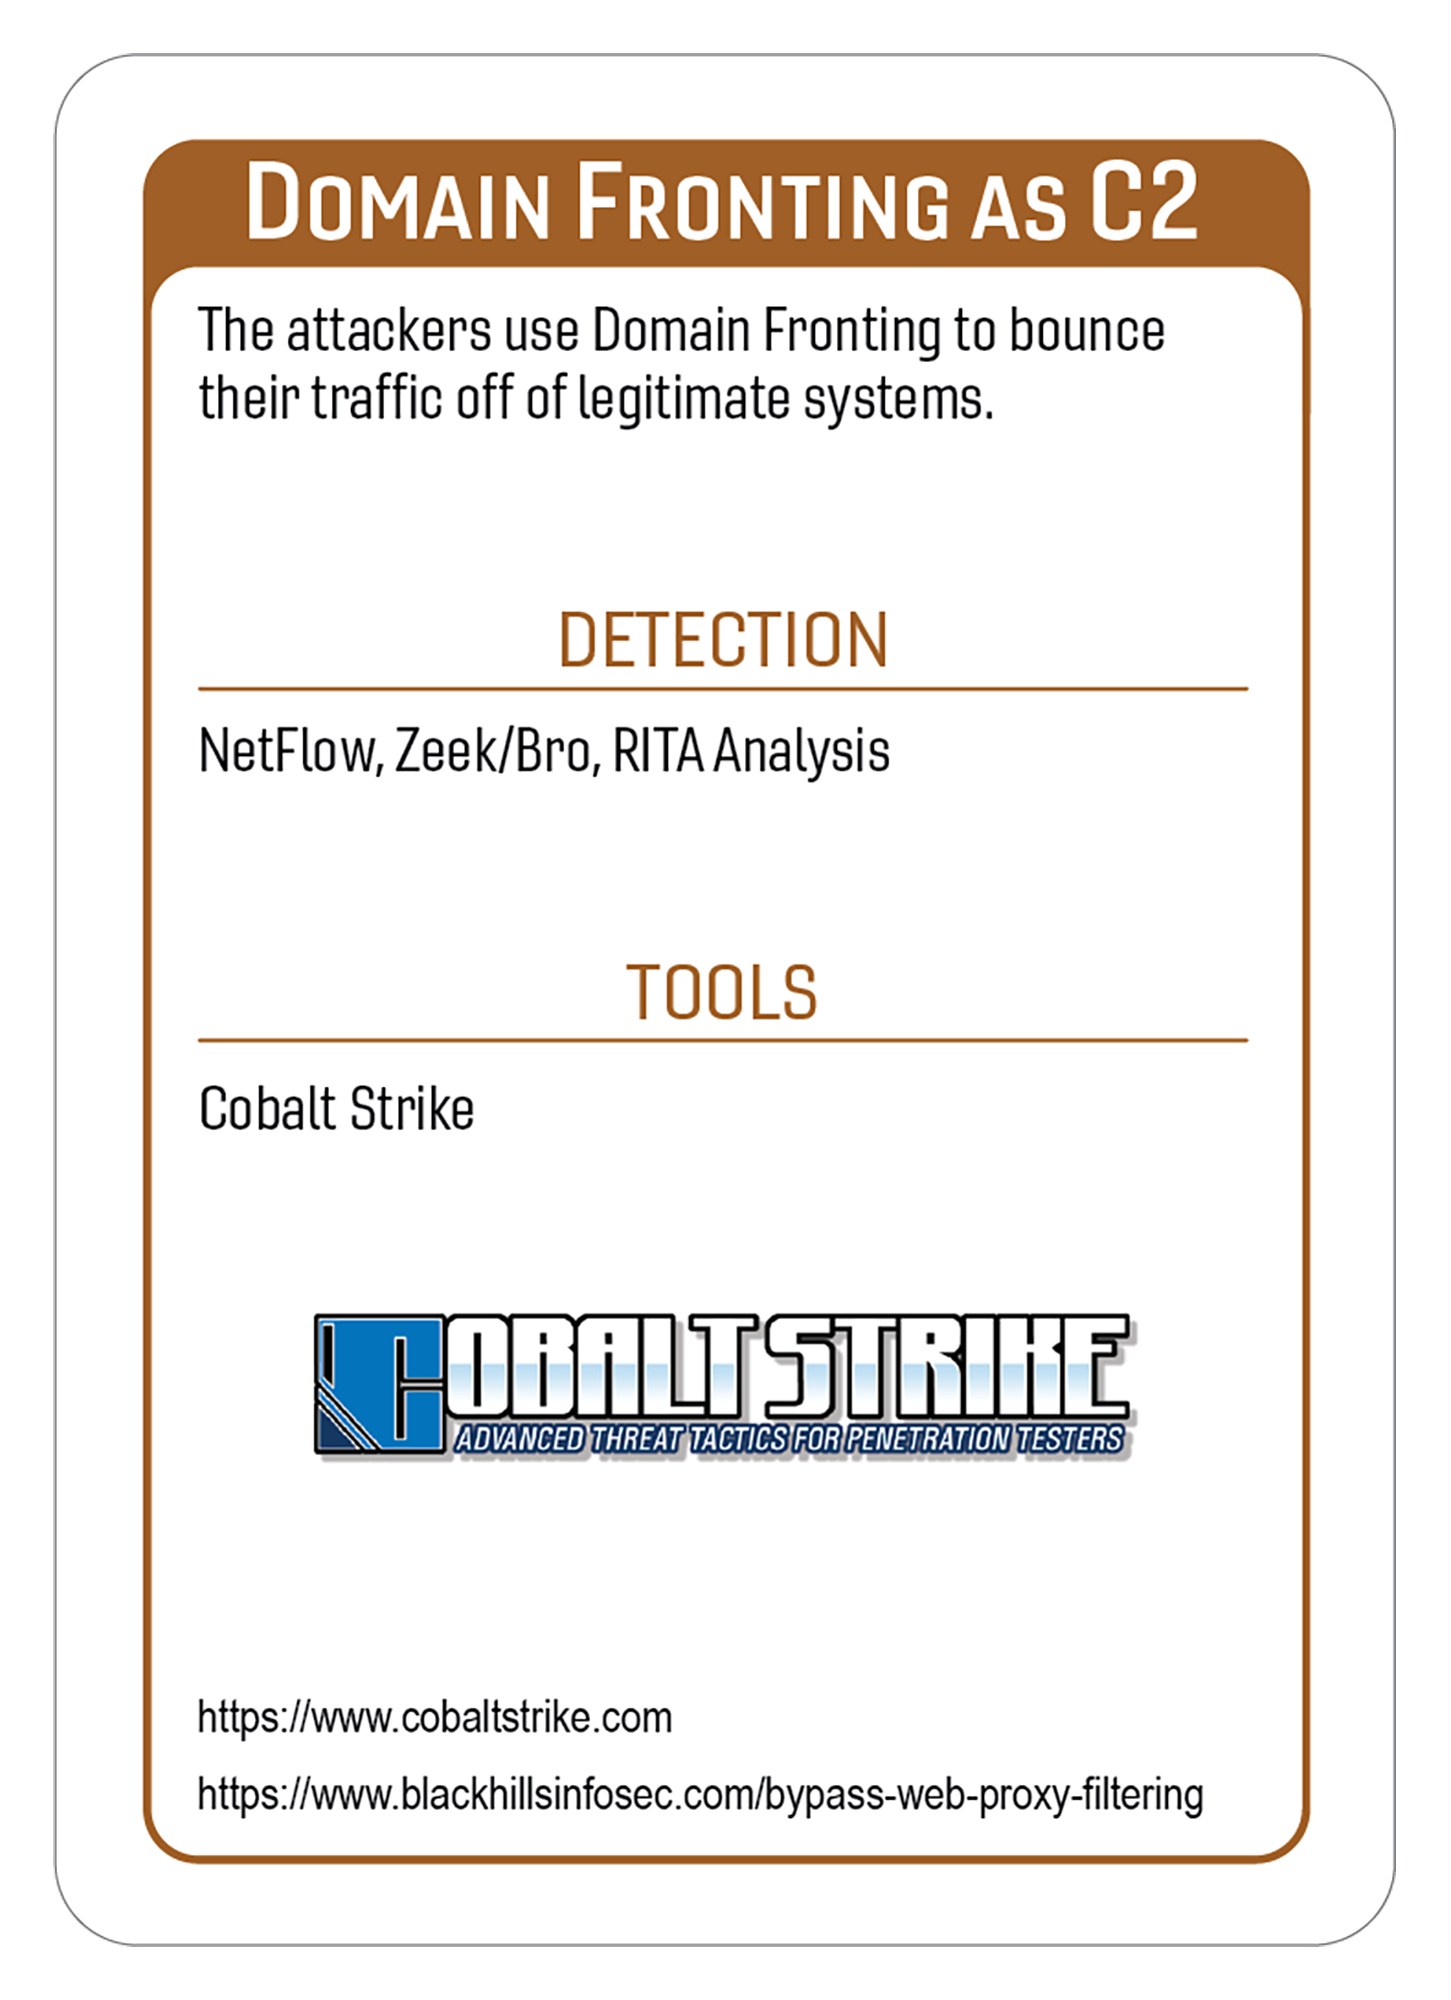 DOMAIN FRONTING AS C2
The attackers use Domain Fronting to bounce
their traffic off of legitimate systems.
DETECTION
NetFlow, Zeek/Bro, RITA Analysis
TOOLS
Cobalt Strike
COBALT STRIKE
ADVANCED THREAT TACTICS FOR PENETRATION TESTERS
https://www.cobaltstrike.com
https://www.blackhillsinfosec.com/bypass-web-proxy-filtering